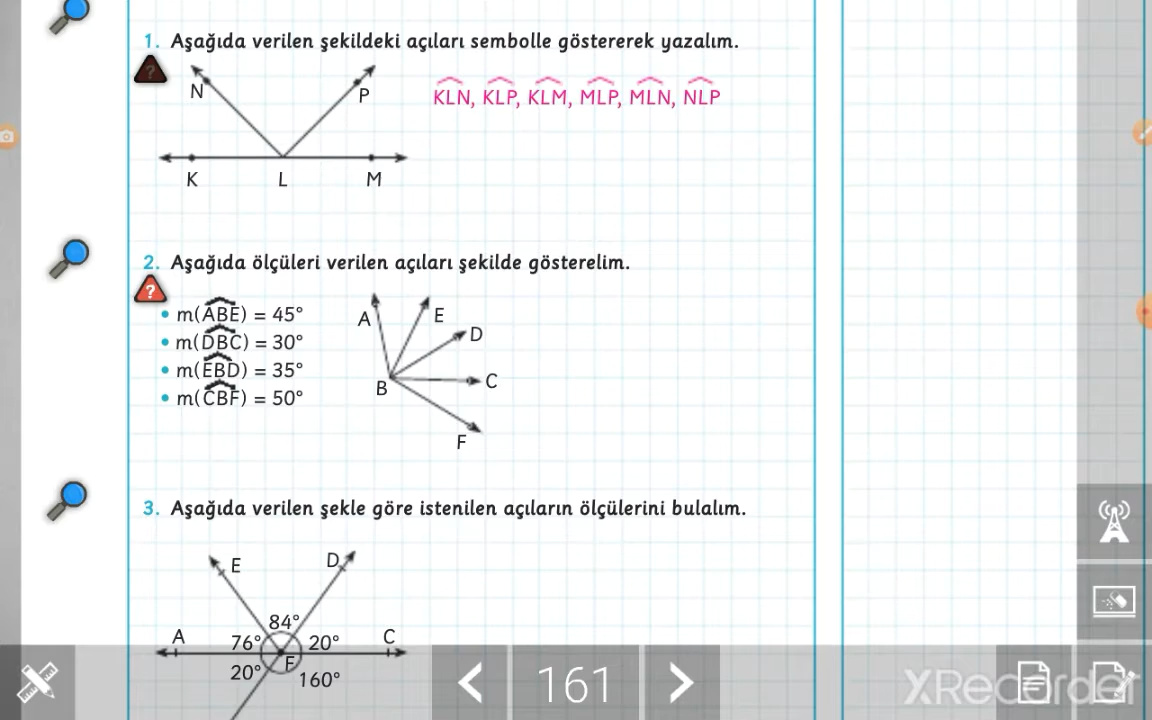 1. Aşağıda verilen şekildeki açıları sembolle göstererek yazalım.
N
P
KLN, KLP, KLM, MLP, MLN, NLP
K L M
2. Aşağıda ölçüleri verilen açıları şekilde gösterelim.
• m(ABE) = 45°
• m(DBC) = 30°
• m(EBD) = 35°
• m(CBF) = 50°
A
E
D
B
C
F
3. Aşağıda verilen şekle göre istenilen açıların ölçülerini bulalım.
E
D
84°
A 76° 20° C
F
20° 160°
161
XRecorder